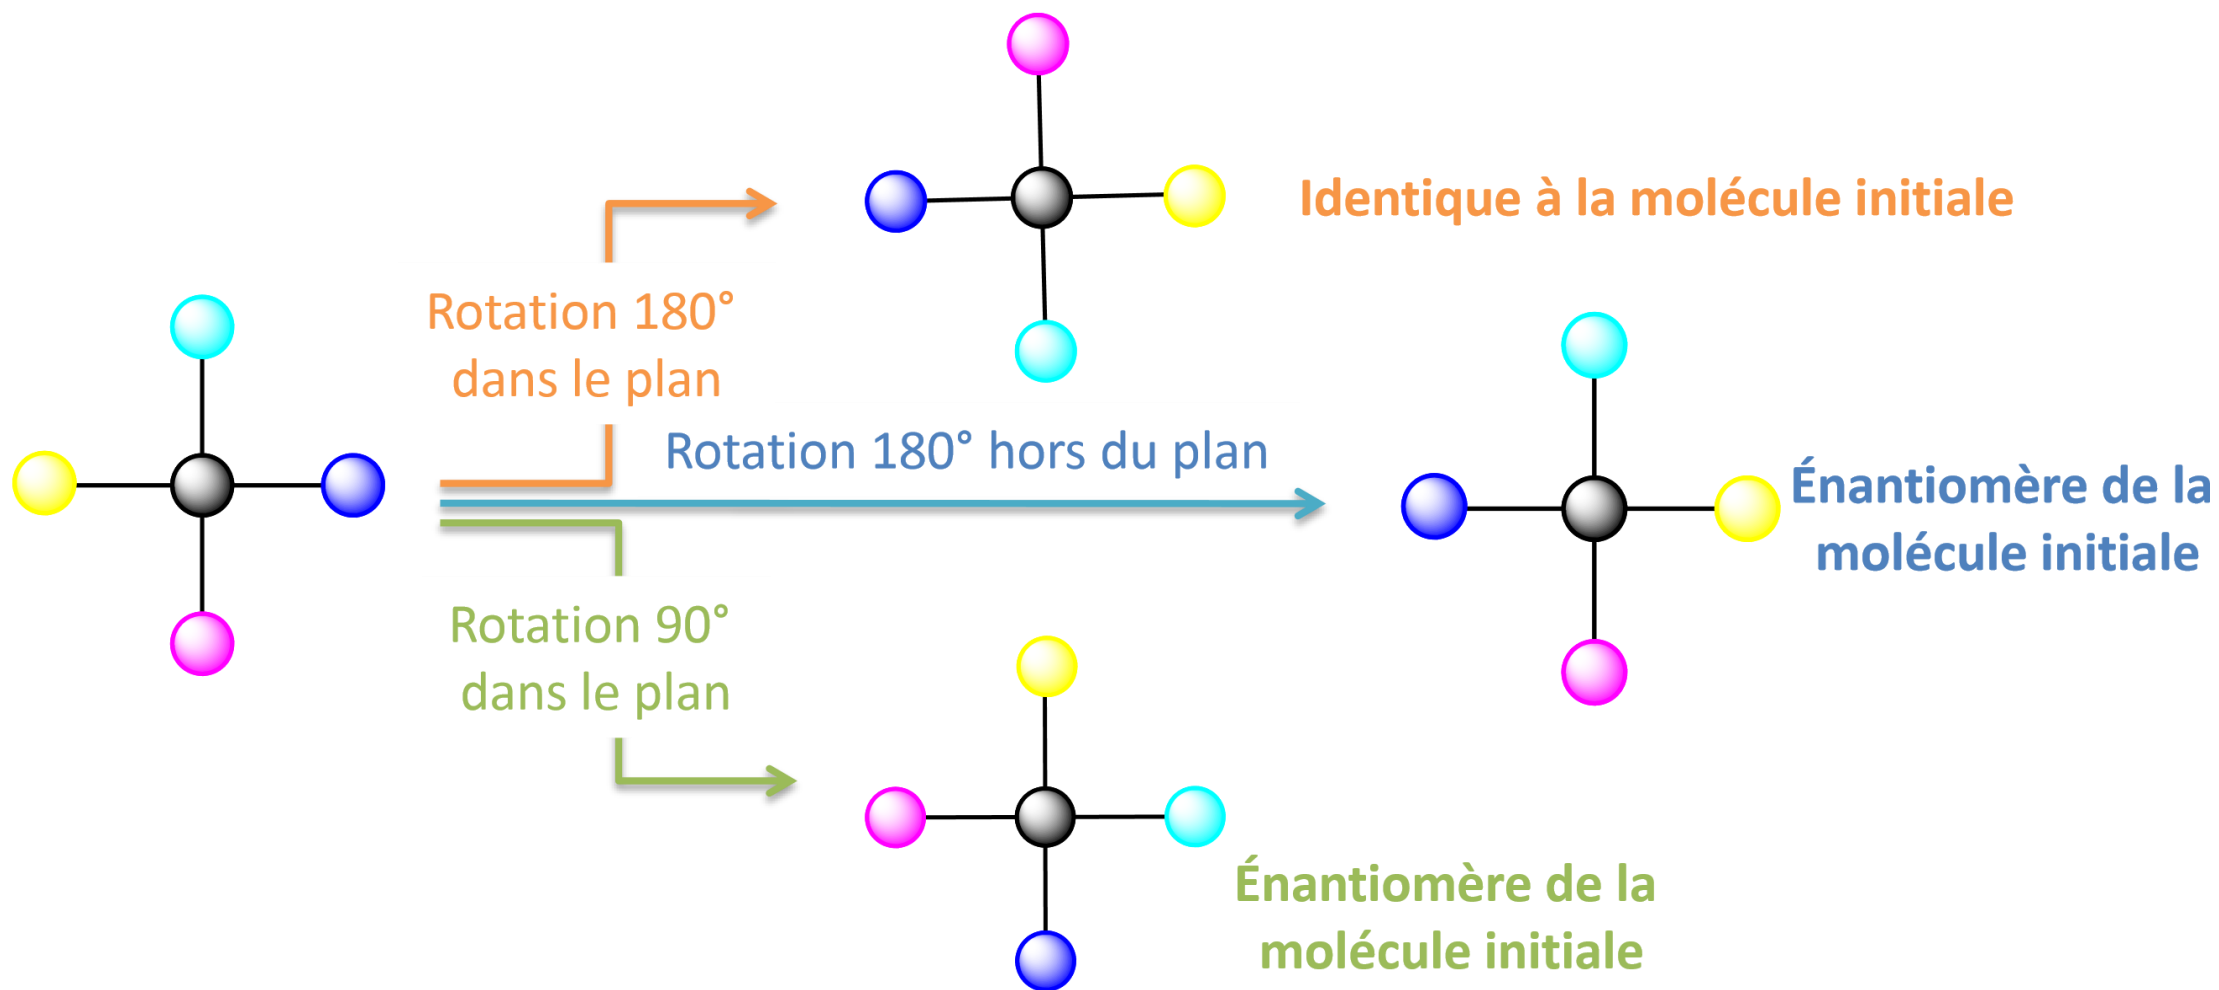 Identique à la molécule initiale
Rotation 180°
dans le plan
Rotation 180° hors du plan
Énantiomère de la
molécule initiale
Rotation 90°
dans le plan
Énantiomère de la
molécule initiale